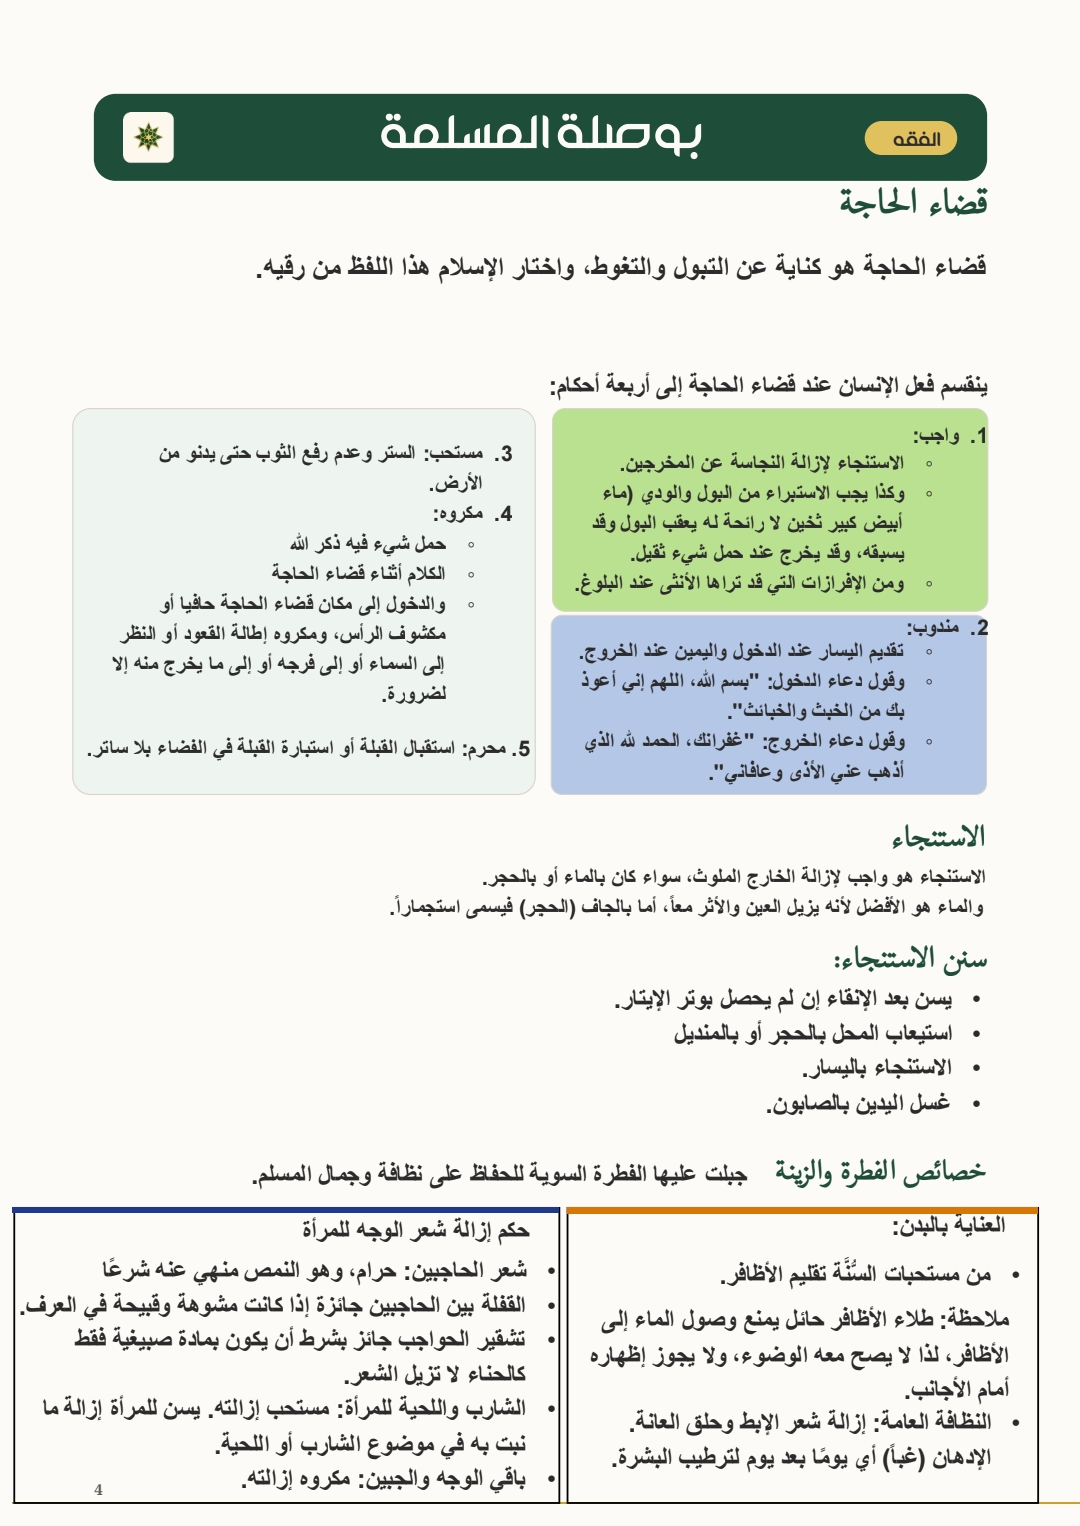 الفقه
بوصلة المسلمة
قضاء الحاجة
قضاء الحاجة هو كناية عن التبول والتغوط، واختار الإسلام هذا اللفظ من رقيه.
ينقسم فعل الإنسان عند قضاء الحاجة إلى أربعة أحكام:
1. واجب:
◦ الاستنجاء لإزالة النجاسة عن المخرجين.
◦ وكذا يجب الاستبراء من البول والودي (ماء
أبيض كبير ثخين لا رائحة له يعقب البول وقد
يسبقه، وقد يخرج عند حمل شيء ثقيل.
◦ ومن الإفرازات التي قد تراها الأنثى عند البلوغ.
2. مندوب:
◦ تقديم اليسار عند الدخول واليمين عند الخروج.
◦ وقول دعاء الدخول: "بسم الله، اللهم إني أعوذ
بك من الخبث والخبائث".
◦ وقول دعاء الخروج: "غفرانك، الحمد لله الذي
أذهب عني الأذى وعافاني".
3. مستحب: الستر وعدم رفع الثوب حتى يدنو من
الأرض.
4. مكروه:
◦ حمل شيء فيه ذكر الله
◦ الكلام أثناء قضاء الحاجة
◦ والدخول إلى مكان قضاء الحاجة حافيا أو
مكشوف الرأس، ومكروه إطالة القعود أو النظر
إلى السماء أو إلى فرجه أو إلى ما يخرج منه إلا
لضرورة.
5. محرم: استقبال القبلة أو استبارة القبلة في الفضاء بلا ساتر.
الاستنجاء
الاستنجاء هو واجب لإزالة الخارج الملوث، سواء كان بالماء أو بالحجر.
والماء هو الأفضل لأنه يزيل العين والأثر معاً، أما بالجاف (الحجر) فيسمى استجماراً.
سنن الاستنجاء:
• يسن بعد الإنقاء إن لم يحصل بوتر الإيتار.
• استيعاب المحل بالحجر أو بالمنديل
• الاستنجاء باليسار.
• غسل اليدين بالصابون.
خصائص الفطرة والزينة جبلت عليها الفطرة السوية للحفاظ على نظافة وجمال المسلم.
العناية بالبدن:
• من مستحبات السُّنَّة تقليم الأظافر.
ملاحظة: طلاء الأظافر حائل يمنع وصول الماء إلى
الأظافر، لذا لا يصح معه الوضوء، ولا يجوز إظهاره
أمام الأجانب.
• النظافة العامة: إزالة شعر الإبط وحلق العانة.
الإدهان (غباً) أي يومًا بعد يوم لترطيب البشرة.
حكم إزالة شعر الوجه للمرأة
• شعر الحاجبين: حرام، وهو النمص منهي عنه شرعًا
• القفلة بين الحاجبين جائزة إذا كانت مشوهة وقبيحة في العرف.
• تشقير الحواجب جائز بشرط أن يكون بمادة صبيغية فقط
كالحناء لا تزيل الشعر.
• الشارب واللحية للمرأة: مستحب إزالته. يسن للمرأة إزالة ما
نبت به في موضوع الشارب أو اللحية.
• باقي الوجه والجبين: مكروه إزالته.
4